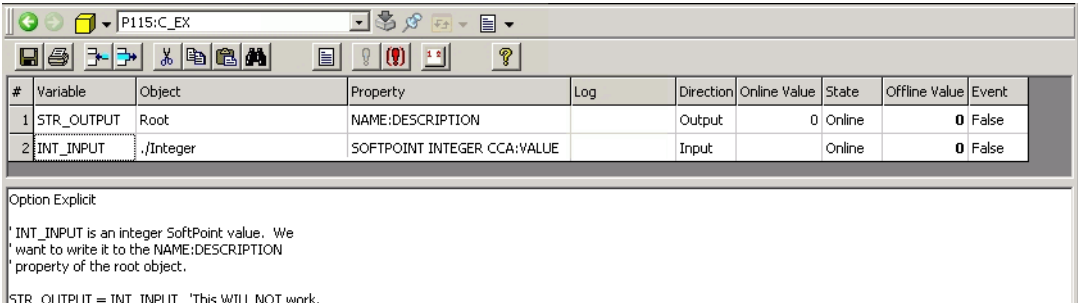 P115:C_EX
# Variable Object Property Log Direction Online Value State Offline Value Event
1 STR_OUTPUT Root NAME:DESCRIPTION Output 0 Online 0 False
2 INT_INPUT ./Integer SOFTPOINT INTEGER CCA:VALUE Input Online 0 False
Option Explicit
' INT_INPUT is an integer SoftPoint value. We
' want to write it to the NAME:DESCRIPTION
' property of the root object.
STR_OUTPUT = INT_INPUT 'This WILL NOT work.